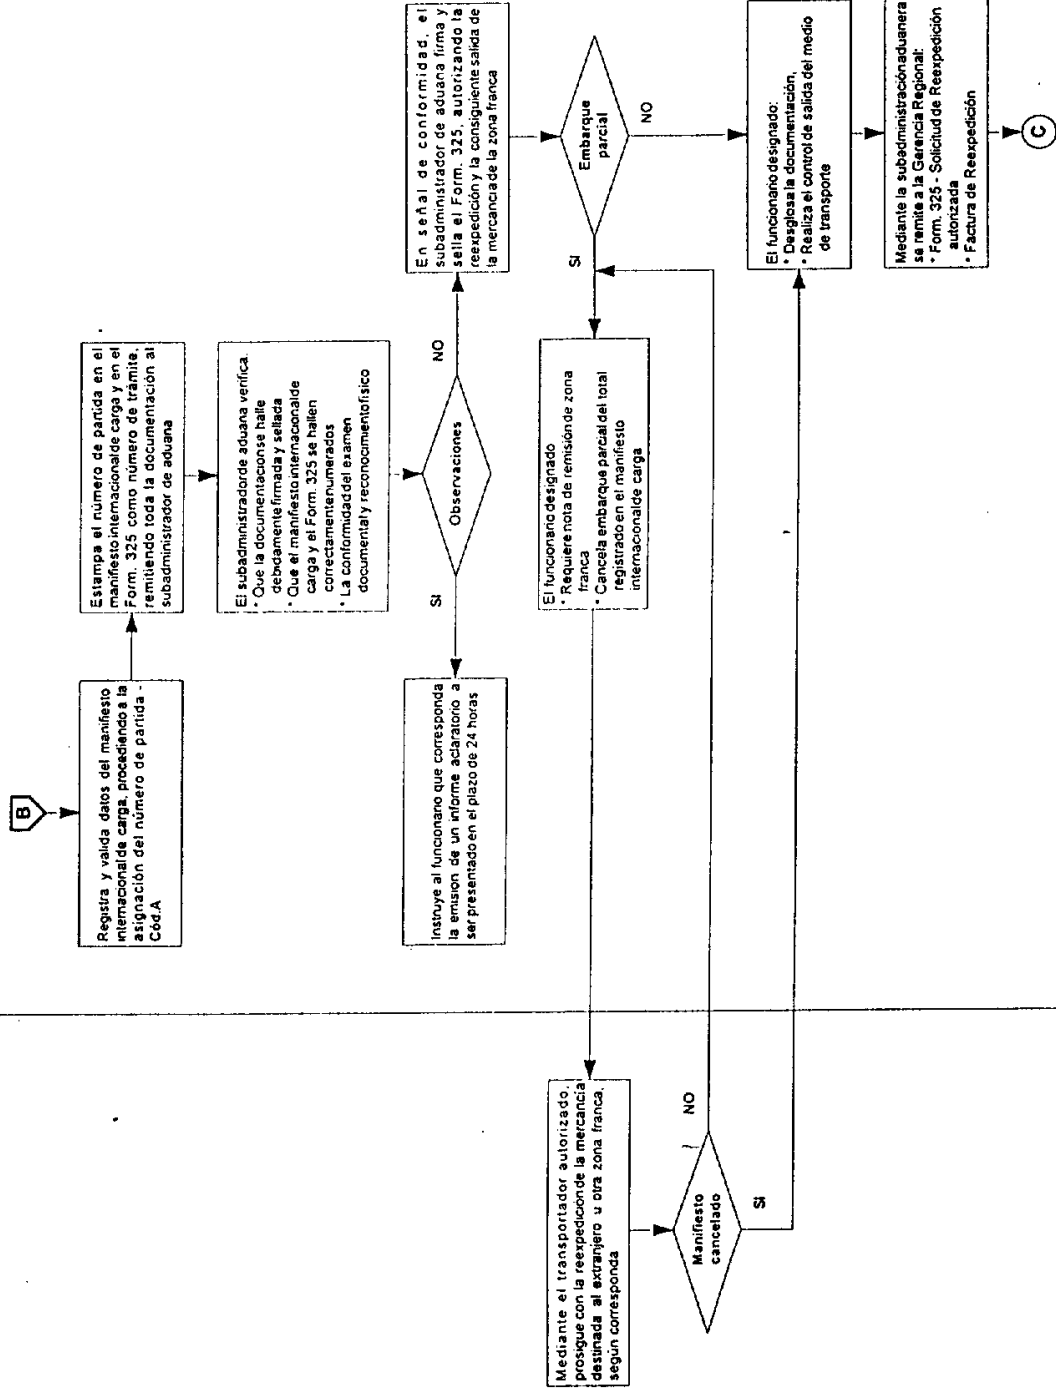 B
Registra y valida datos del manifiesto
internacional de carga, procediendo a la
asignación del número de partida -
Cód.A
Estampa el número de partida en el
manifiesto internacional de carga y en el
Form. 325 como número de trámite,
remitiendo toda la documentación al
subadministrador de aduana
El subadministrador de aduana verifica.
* Que la documentacion se halle
debidamente firmada y sellada
* Que el manifiesto internacional de
carga y el Form. 325 se hallen
correctamente numerados
* La conformidad del examen
documental y reconocimiento fisico
Observaciones
SI
NO
Instruye al funcionario que corresponda
la emision de un informe aclaratorio a
ser presentado en el plazo de 24 horas
En señal de conformidad, el
subadministrador de aduana firma y
sella el Form. 325, autorizando la
reexpedición y la consiguiente salida de
la mercancía de la zona franca
Embarque
parcial
SI
NO
El funcionario designado
* Requiere nota de remisión de zona
franca
* Cancela embarque parcial del total
registrado en el manifiesto
internacional de carga
Mediante el transportador autorizado,
prosigue con la reexpedición de la mercancía
destinada al extranjero u otra zona franca,
según corresponda
Manifiesto
cancelado
NO
SI
El funcionario designado:
* Desglosa la documentación,
* Realiza el control de salida del medio
de transporte
Mediante la subadministración aduanera
se remite a la Gerencia Regional:
* Form. 325 - Solicitud de Reexpedición
autorizada
* Factura de Reexpedición
C